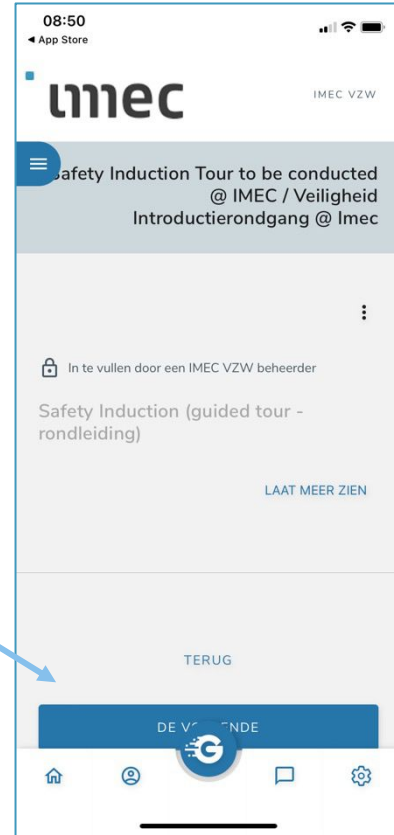 08:50
◀ App Store
imec
IMEC VZW
Safety Induction Tour to be conducted
@ IMEC / Veiligheid
Introductierondgang @ Imec
In te vullen door een IMEC VZW beheerder
Safety Induction (guided tour -
rondleiding)
LAAT MEER ZIEN
TERUG
DE
G